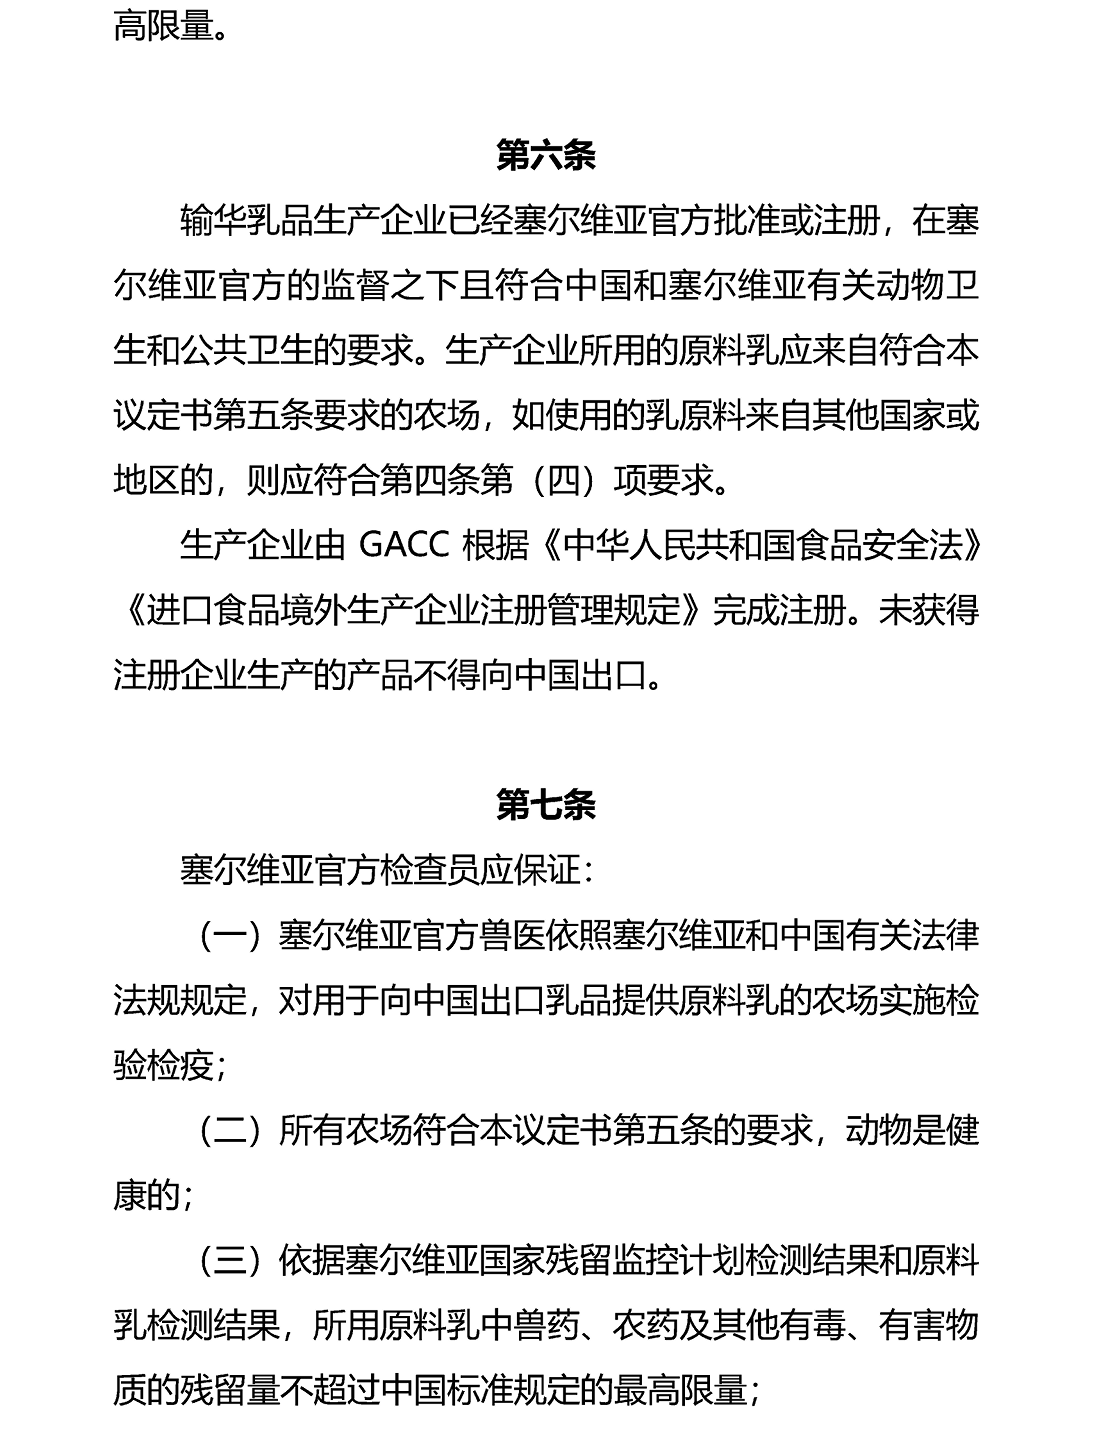 高限量。
第六条
输华乳品生产企业已经塞尔维亚官方批准或注册，在塞
尔维亚官方的监督之下且符合中国和塞尔维亚有关动物卫
生和公共卫生的要求。生产企业所用的原料乳应来自符合本
议定书第五条要求的农场，如使用的乳原料来自其他国家或
地区的，则应符合第四条第（四）项要求。
生产企业由 GACC 根据《中华人民共和国食品安全法》
《进口食品境外生产企业注册管理规定》完成注册。未获得
注册企业生产的产品不得向中国出口。
第七条
塞尔维亚官方检查员应保证：
（一）塞尔维亚官方兽医依照塞尔维亚和中国有关法律
法规规定，对用于向中国出口乳品提供原料乳的农场实施检
验检疫；
（二）所有农场符合本议定书第五条的要求，动物是健
康的；
（三）依据塞尔维亚国家残留监控计划检测结果和原料
乳检测结果，所用原料乳中兽药、农药及其他有毒、有害物
质的残留量不超过中国标准规定的最高限量；